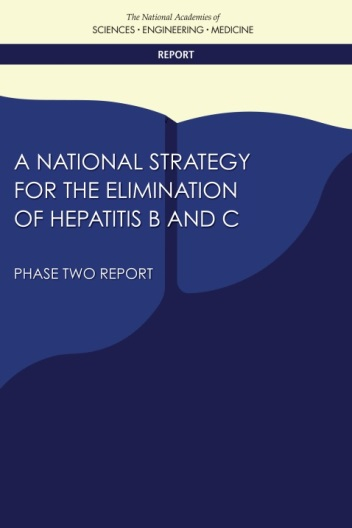 The National Academies of
SCIENCES • ENGINEERING • MEDICINE
REPORT
A NATIONAL STRATEGY
FOR THE ELIMINATION
OF HEPATITIS B AND C
PHASE TWO REPORT